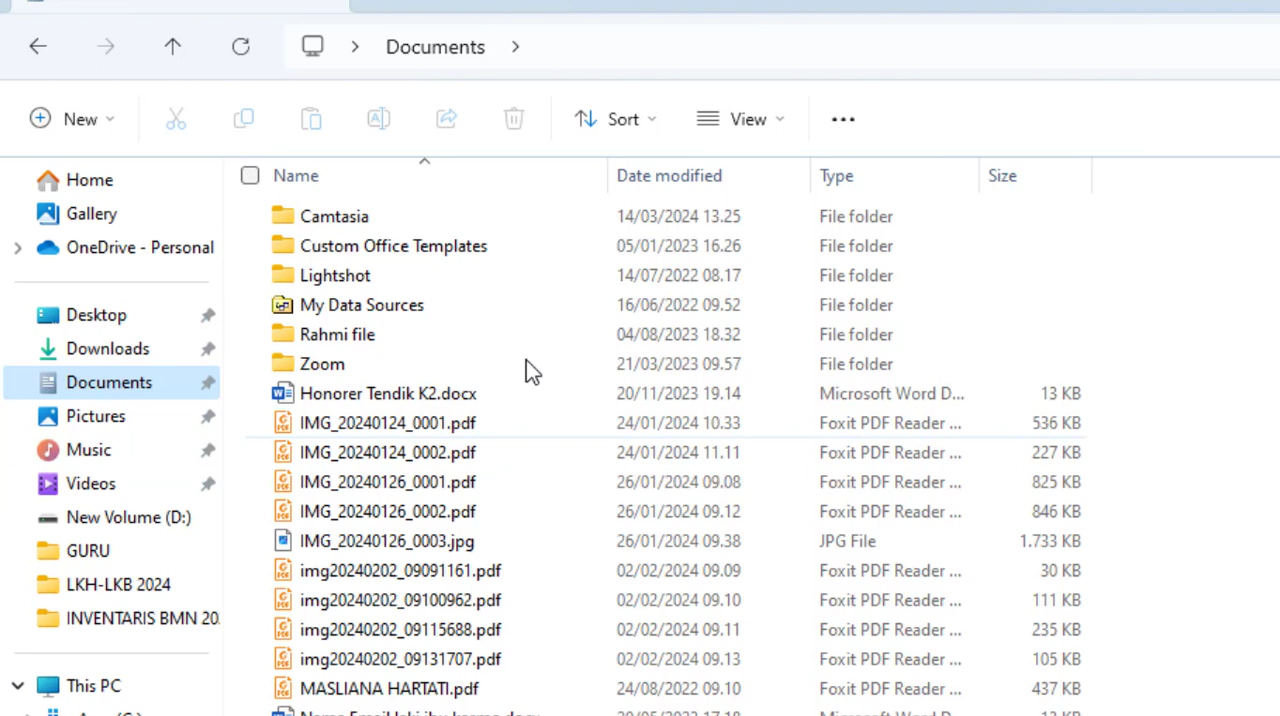 Documents
New
Sort
View
Name
Date modified
Type
Size
Home
Gallery
OneDrive - Personal
Desktop
Downloads
Documents
Pictures
Music
Videos
New Volume (D:)
GURU
LKH-LKB 2024
INVENTARIS BMN 20
This PC
Camtasia 14/03/2024 13.25 File folder
Custom Office Templates 05/01/2023 16.26 File folder
Lightshot 14/07/2022 08.17 File folder
My Data Sources 16/06/2022 09.52 File folder
Rahmi file 04/08/2023 18.32 File folder
Zoom 21/03/2023 09.57 File folder
Honorer Tendik K2.docx 20/11/2023 19.14 Microsoft Word D... 13 KB
IMG_20240124_0001.pdf 24/01/2024 10.33 Foxit PDF Reader ... 536 KB
IMG_20240124_0002.pdf 24/01/2024 11.11 Foxit PDF Reader ... 227 KB
IMG_20240126_0001.pdf 26/01/2024 09.08 Foxit PDF Reader ... 825 KB
IMG_20240126_0002.pdf 26/01/2024 09.12 Foxit PDF Reader ... 846 KB
IMG_20240126_0003.jpg 26/01/2024 09.38 JPG File 1.733 KB
img20240202_09091161.pdf 02/02/2024 09.09 Foxit PDF Reader ... 30 KB
img20240202_09100962.pdf 02/02/2024 09.10 Foxit PDF Reader ... 111 KB
img20240202_09115688.pdf 02/02/2024 09.11 Foxit PDF Reader ... 235 KB
img20240202_09131707.pdf 02/02/2024 09.13 Foxit PDF Reader ... 105 KB
MASLIANA HARTATI.pdf 24/08/2022 09.10 Foxit PDF Reader ... 437 KB